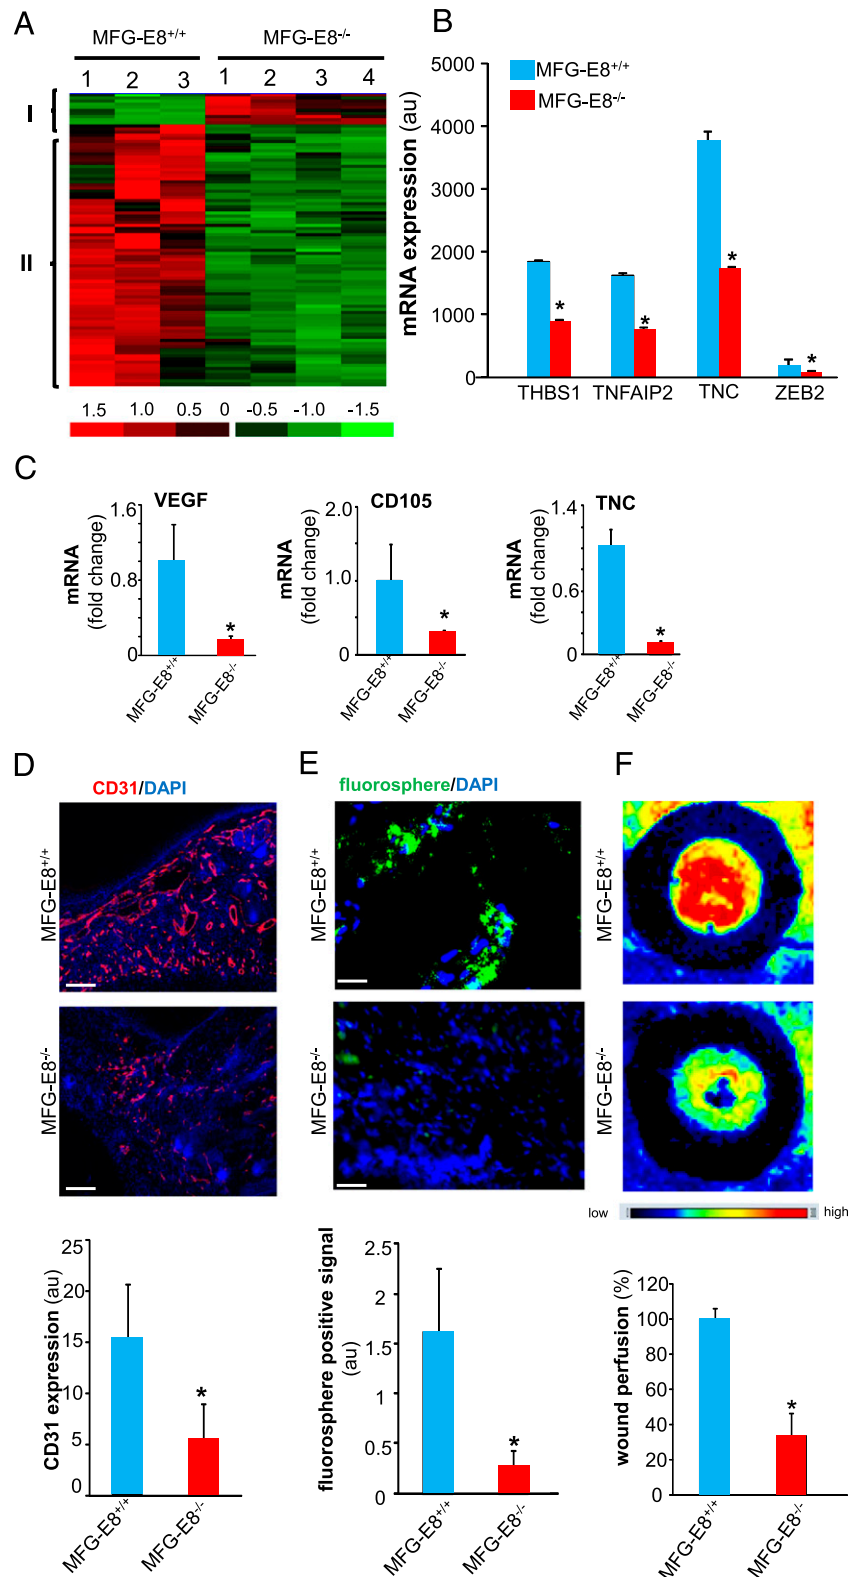 A
MFG-E8+/+ MFG-E8-/-
1 2 3 1 2 3 4
I
II
1.5 1.0 0.5 0 -0.5 -1.0 -1.5
B
MFG-E8+/+
MFG-E8-/-
mRNA expression (au)
5000
4000
3000
2000
1000
0
* * * *
THBS1 TNFAIP2 TNC ZEB2
C
VEGF
mRNA
(fold change)
1.6
0.8
0
*
MFG-E8+/+ MFG-E8-/-
CD105
mRNA
(fold change)
2.0
1.0
0
*
MFG-E8+/+ MFG-E8-/-
TNC
mRNA
(fold change)
1.4
0.6
0
*
MFG-E8+/+ MFG-E8-/-
D
CD31/DAPI
MFG-E8+/+
MFG-E8-/-
CD31 expression (au)
25
20
15
10
5
0
*
MFG-E8+/+ MFG-E8-/-
E
fluorosphere/DAPI
MFG-E8+/+
MFG-E8-/-
fluorosphere positive signal
(au)
2.5
2
1.5
1
0.5
0
*
MFG-E8+/+ MFG-E8-/-
F
MFG-E8+/+
MFG-E8-/-
low high
wound perfusion (%)
120
100
80
60
40
20
0
*
MFG-E8+/+ MFG-E8-/-